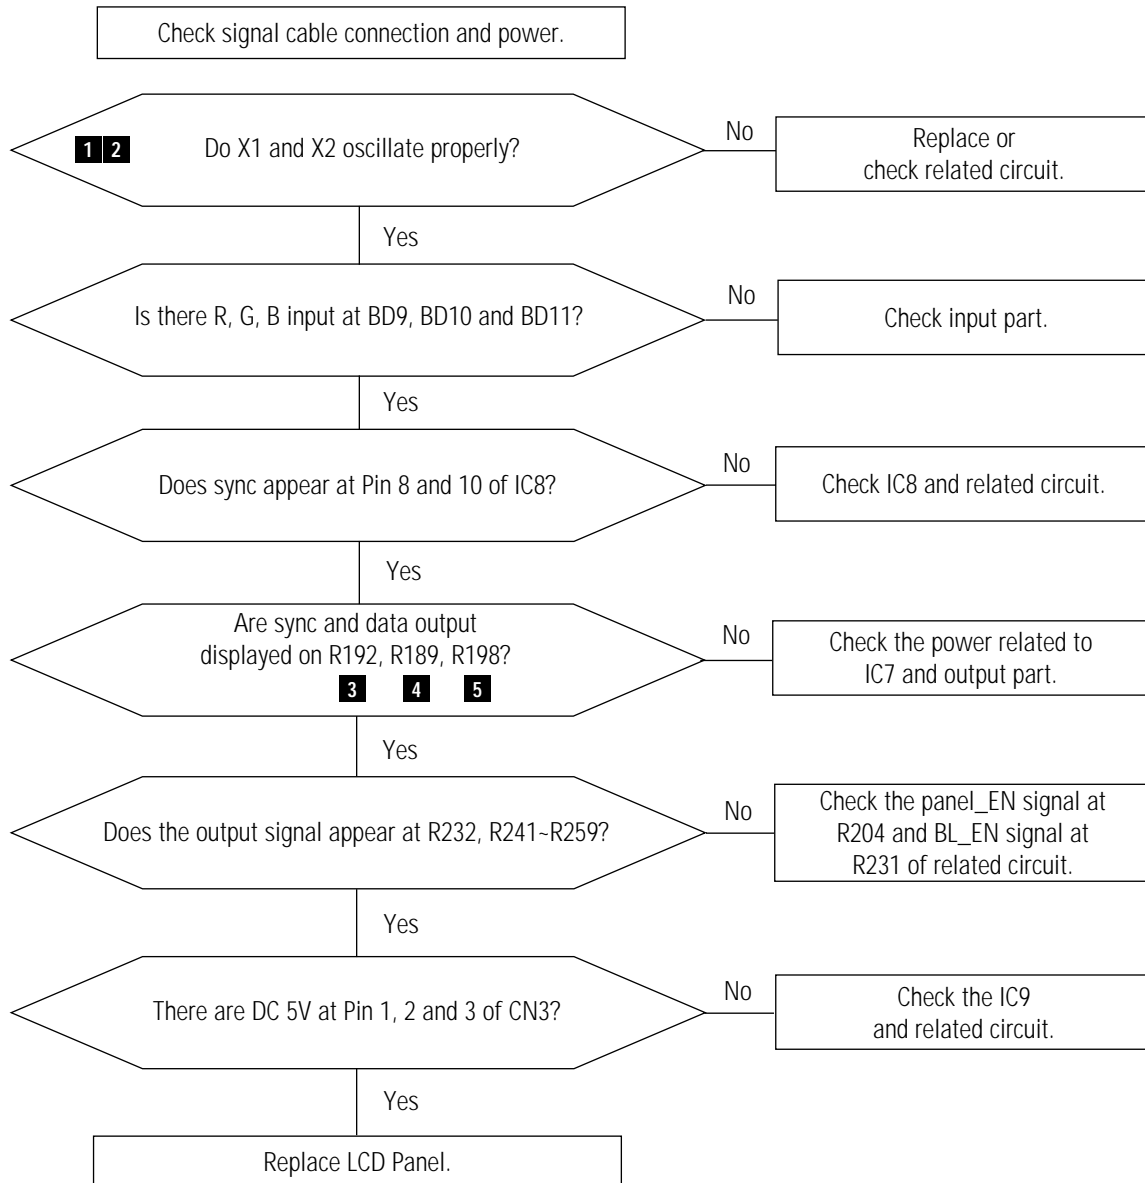 Check signal cable connection and power.
1 2 Do X1 and X2 oscillate properly?
No
Replace or
check related circuit.
Yes
Is there R, G, B input at BD9, BD10 and BD11?
No
Check input part.
Yes
Does sync appear at Pin 8 and 10 of IC8?
No
Check IC8 and related circuit.
Yes
Are sync and data output
displayed on R192, R189, R198?
3 4 5
No
Check the power related to
IC7 and output part.
Yes
Does the output signal appear at R232, R241~R259?
No
Check the panel_EN signal at
R204 and BL_EN signal at
R231 of related circuit.
Yes
There are DC 5V at Pin 1, 2 and 3 of CN3?
No
Check the IC9
and related circuit.
Yes
Replace LCD Panel.